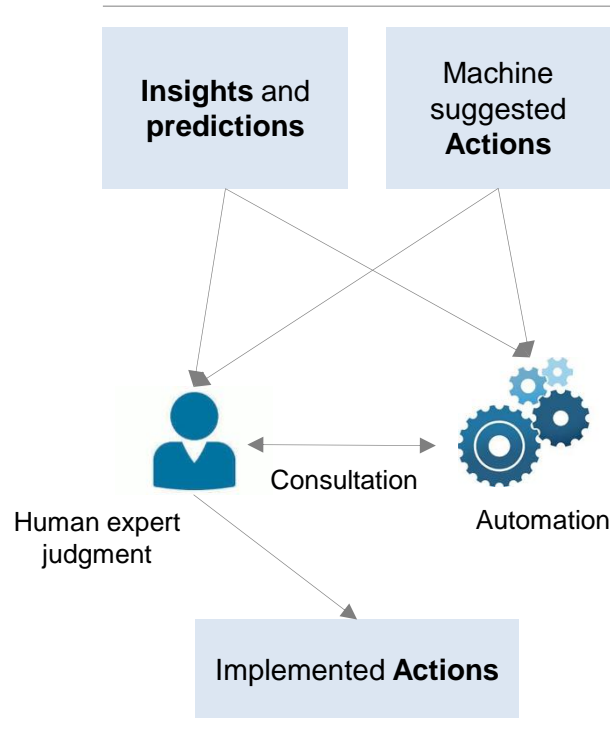 Insights and
predictions
Machine
suggested
Actions
Consultation
Human expert
judgment
Automation
Implemented Actions